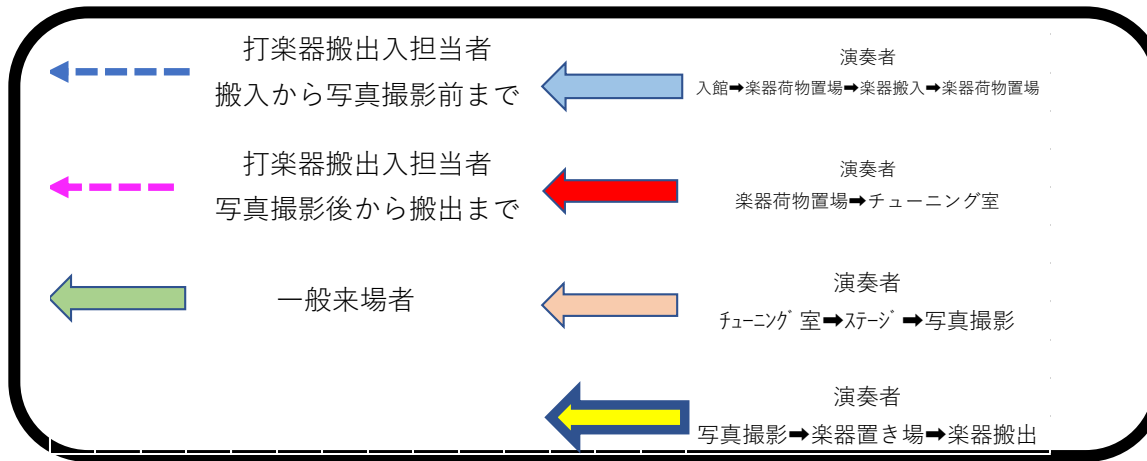 打楽器搬出入担当者
搬入から写真撮影前まで
演奏者
入館➡楽器荷物置場➡楽器搬入➡楽器荷物置場
打楽器搬出入担当者
写真撮影後から搬出まで
演奏者
楽器荷物置場➡チューニング室
一般来場者
演奏者
ﾁｭｰﾆﾝｸﾞ室➡ｽﾃｰｼﾞ➡写真撮影
演奏者
写真撮影➡楽器置き場➡楽器搬出